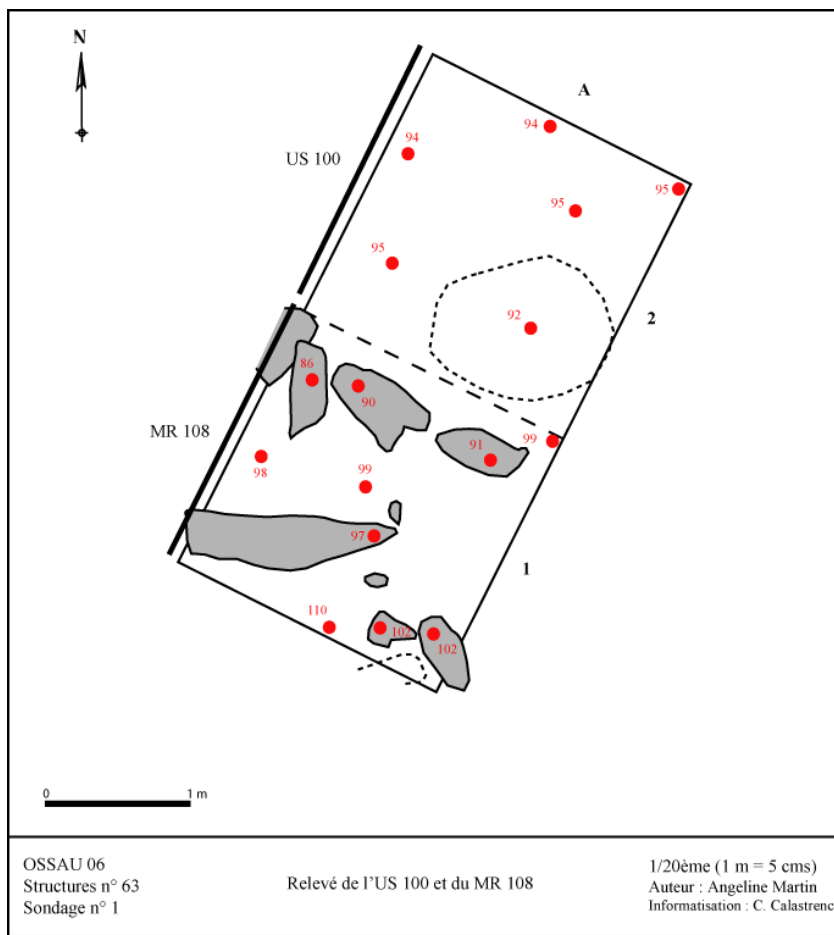 N
A
94
94
US 100
95
95
95
2
92
86
90
MR 108
99
91
98
99
97
1
110
102
102
0
1 m
OSSAU 06
Structures n° 63
Sondage n° 1
Relevé de l'US 100 et du MR 108
1/20ème (1 m = 5 cms)
Auteur : Angeline Martin
Informatisation : C. Calastrenc